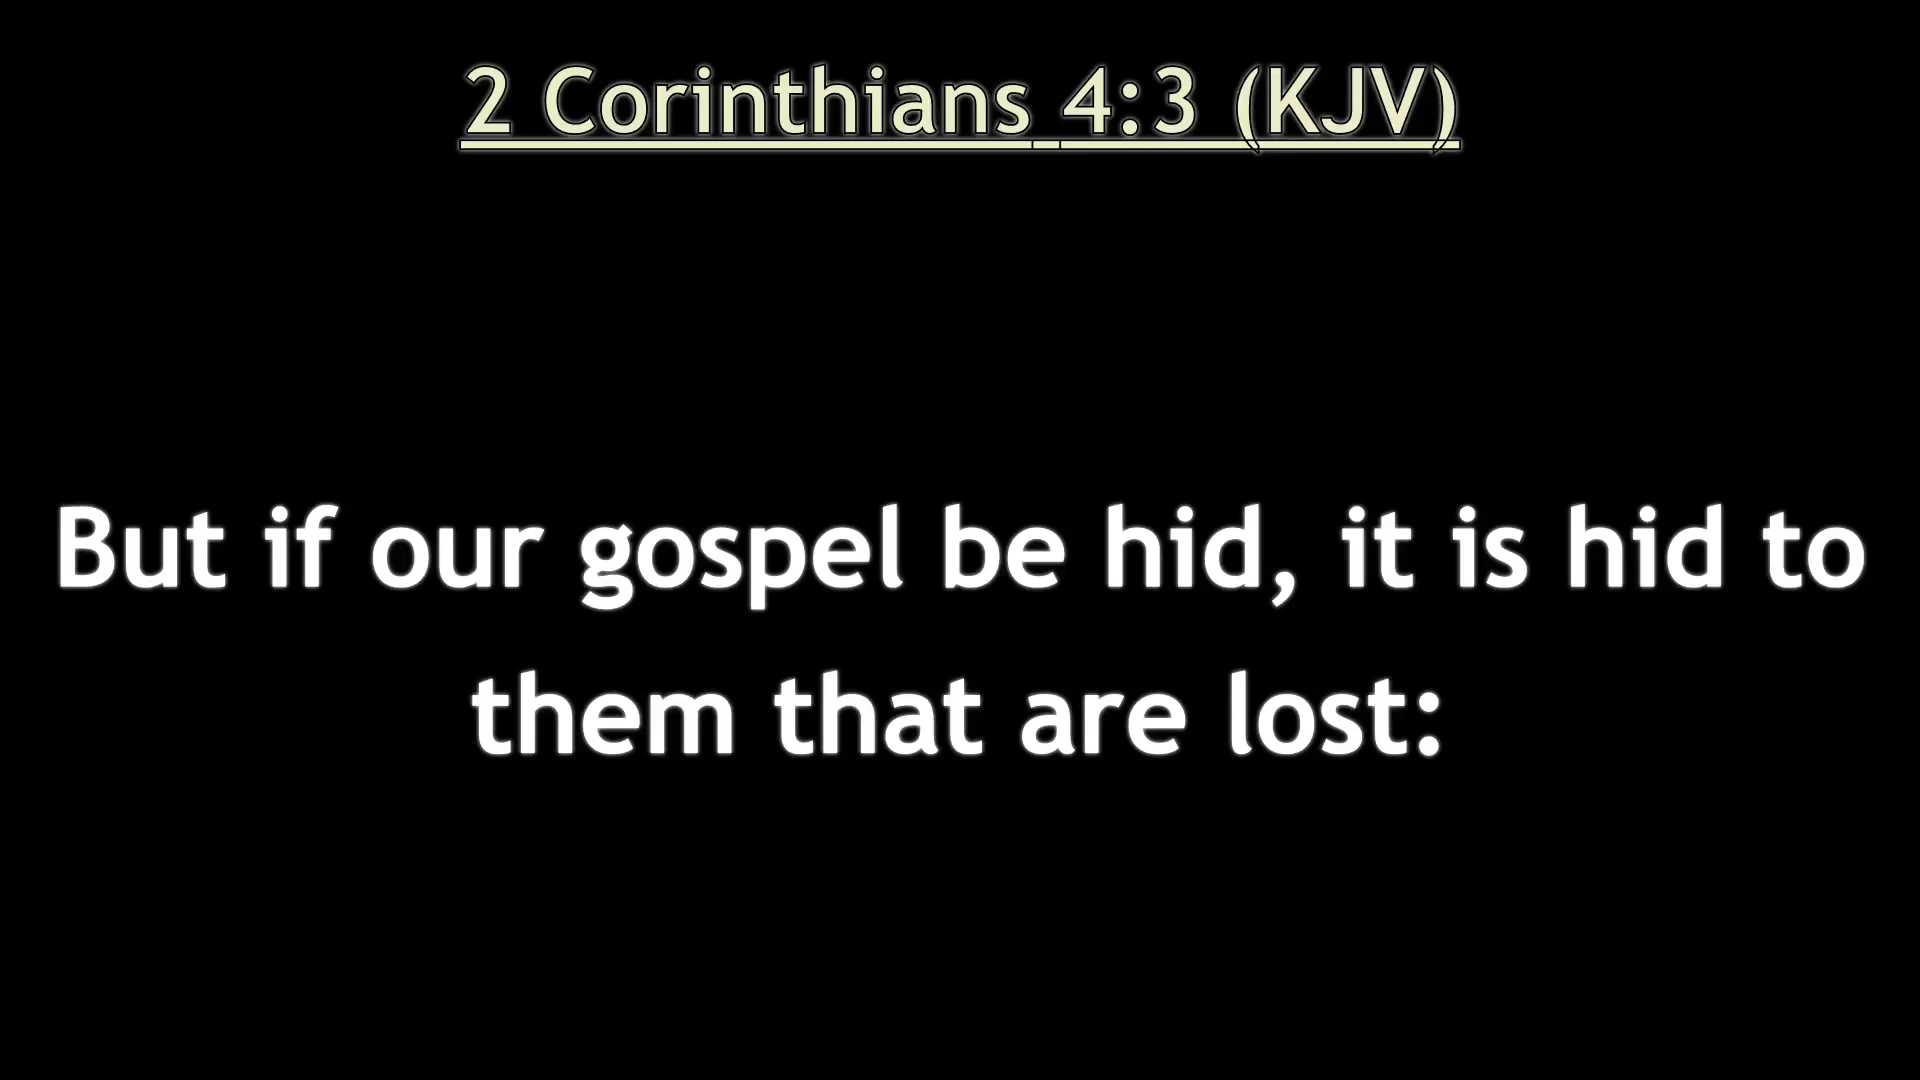 2 Corinthians 4:3 (KJV)
But if our gospel be hid, it is hid to
them that are lost: